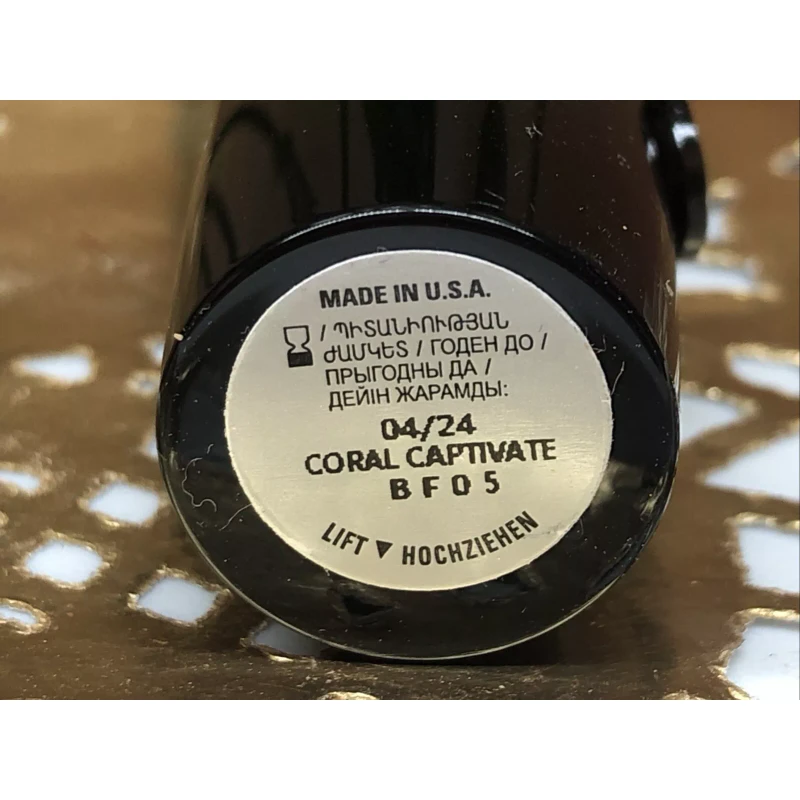 MADE IN U.S.A.
/ ՊԻՏԱՆԻՈՒԹՅԱՆ
ԺԱՄԿԵՏ / ГОДЕН ДО /
ПРЫГОДНЫ ДА /
ДЕЙІН ЖАРАМДЫ:
04/24
CORAL CAPTIVATE
BF05
LIFT ▼ HOCHZIEHEN